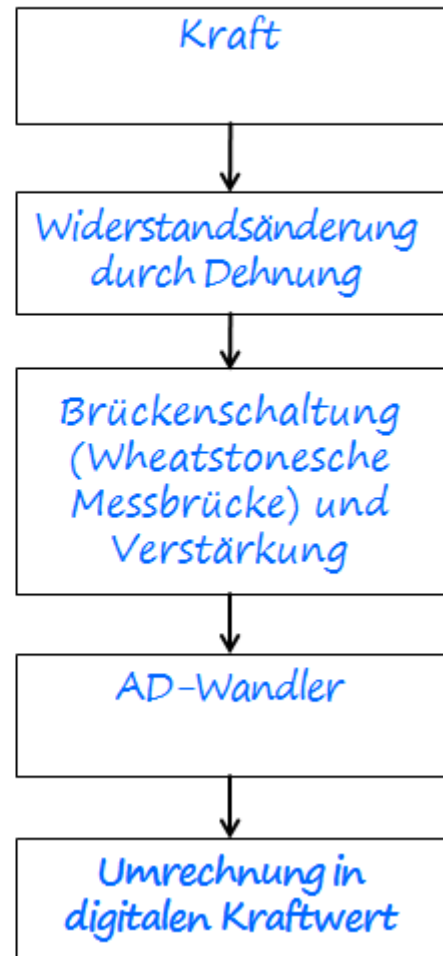 Kraft
Widerstandsänderung
durch Dehnung
Brückenschaltung
(Wheatstonesche
Messbrücke) und
Verstärkung
AD-Wandler
Umrechnung in
digitalen Kraftwert